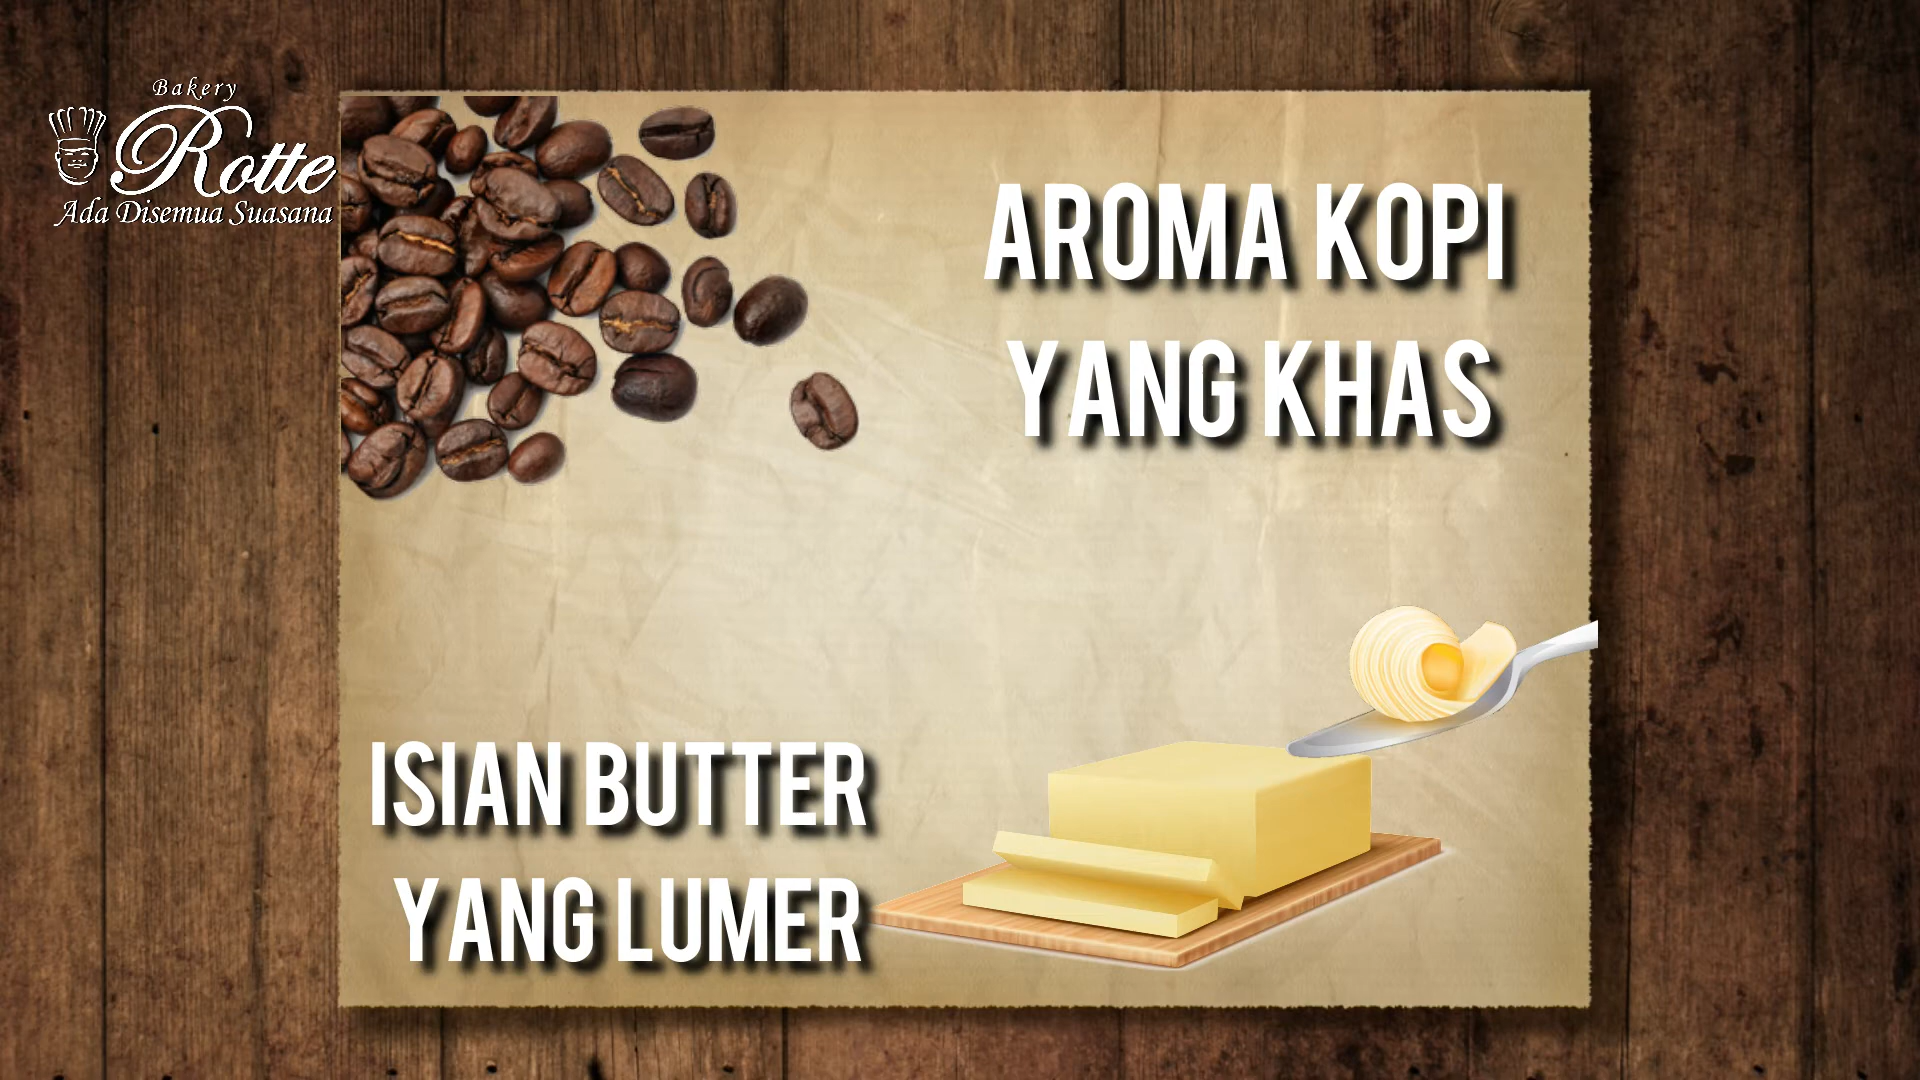 Bakery
Rotte
Ada Disemua Suasana
AROMA KOPI
YANG KHAS
ISIAN BUTTER
YANG LUMER